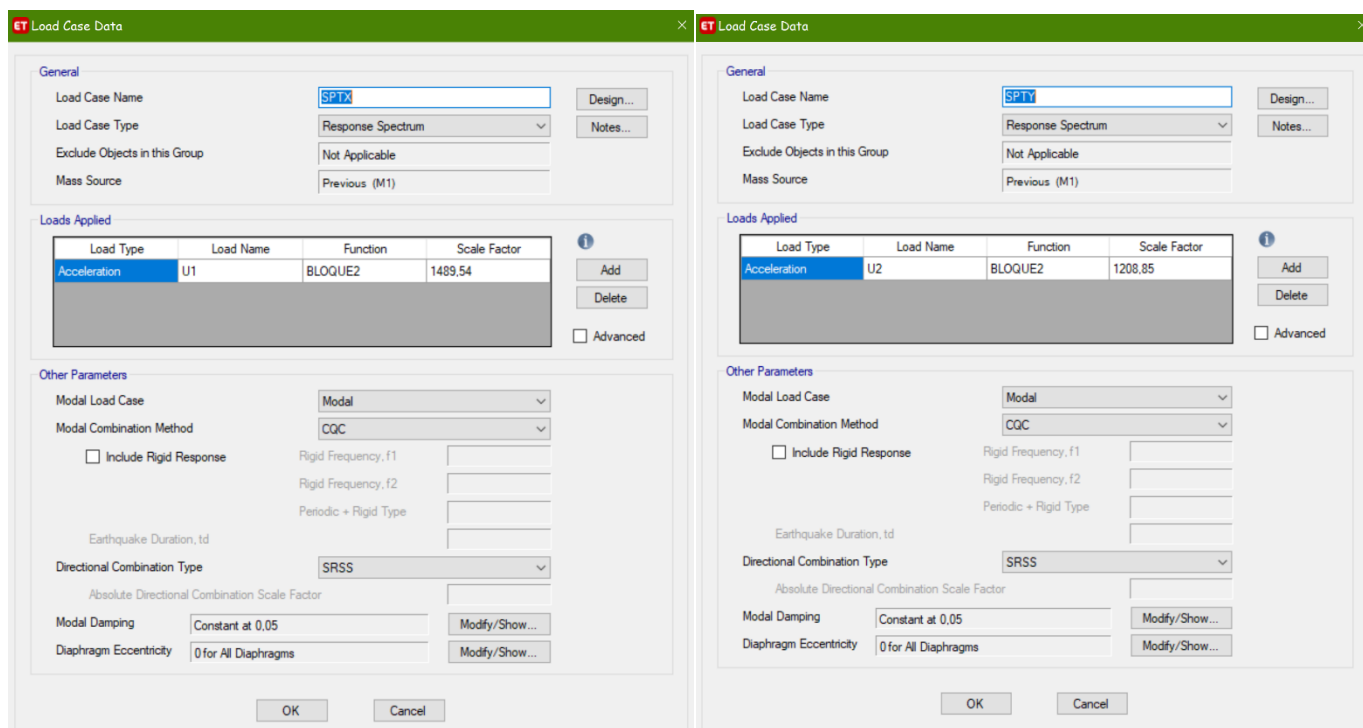 ET Load Case Data
General
Load Case Name SPTX Design...
Load Case Type Response Spectrum Notes...
Exclude Objects in this Group Not Applicable
Mass Source Previous (M1)
Loads Applied
Load Type Load Name Function Scale Factor
Acceleration U1 BLOQUE2 1489,54 Add
Delete
Advanced
Other Parameters
Modal Load Case Modal
Modal Combination Method CQC
Include Rigid Response Rigid Frequency, f1
Rigid Frequency, f2
Periodic + Rigid Type
Earthquake Duration, td
Directional Combination Type SRSS
Absolute Directional Combination Scale Factor
Modal Damping Constant at 0,05 Modify/Show...
Diaphragm Eccentricity 0 for All Diaphragms Modify/Show...
OK Cancel
ET Load Case Data
General
Load Case Name SPTY Design...
Load Case Type Response Spectrum Notes...
Exclude Objects in this Group Not Applicable
Mass Source Previous (M1)
Loads Applied
Load Type Load Name Function Scale Factor
Acceleration U2 BLOQUE2 1208,85 Add
Delete
Advanced
Other Parameters
Modal Load Case Modal
Modal Combination Method CQC
Include Rigid Response Rigid Frequency, f1
Rigid Frequency, f2
Periodic + Rigid Type
Earthquake Duration, td
Directional Combination Type SRSS
Absolute Directional Combination Scale Factor
Modal Damping Constant at 0,05 Modify/Show...
Diaphragm Eccentricity 0 for All Diaphragms Modify/Show...
OK Cancel